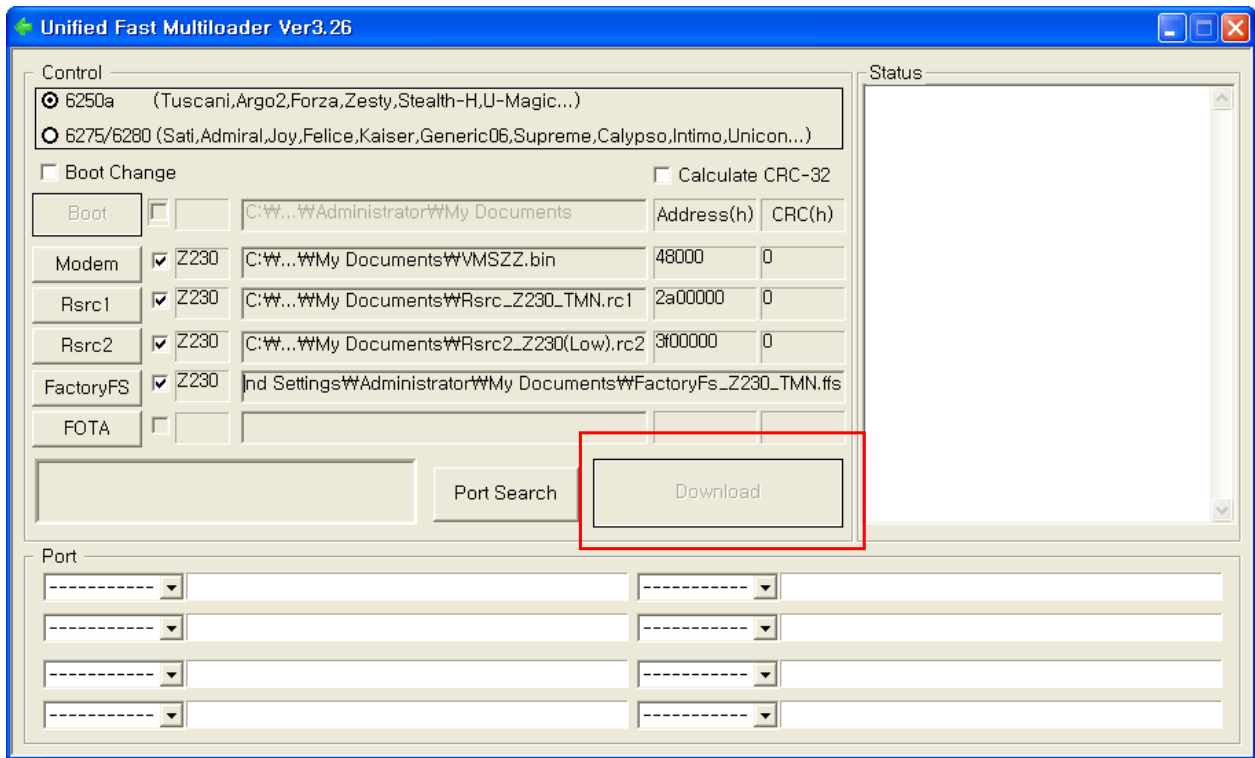 Unified Fast Multiloader Ver3.26
Control
Status
6250a (Tuscani,Argo2,Forza,Zesty,Stealth-H,U-Magic...)
6275/6280 (Sati,Admiral,Joy,Felice,Kaiser,Generic06,Supreme,Calypso,Intimo,Unicon...)
Boot Change
Calculate CRC-32
Boot C:₩...₩Administrator₩My Documents Address(h) CRC(h)
Modem Z230 C:₩...₩My Documents₩VMSZZ.bin 48000 0
Rsrc1 Z230 C:₩...₩My Documents₩Rsrc_Z230_TMN.rc1 2a00000 0
Rsrc2 Z230 C:₩...₩My Documents₩Rsrc2_Z230(Low).rc2 3f00000 0
FactoryFS Z230 nd Settings₩Administrator₩My Documents₩FactoryFs_Z230_TMN.ffs
FOTA
Port Search Download
Port
----------- -----------
----------- -----------
----------- -----------
----------- -----------